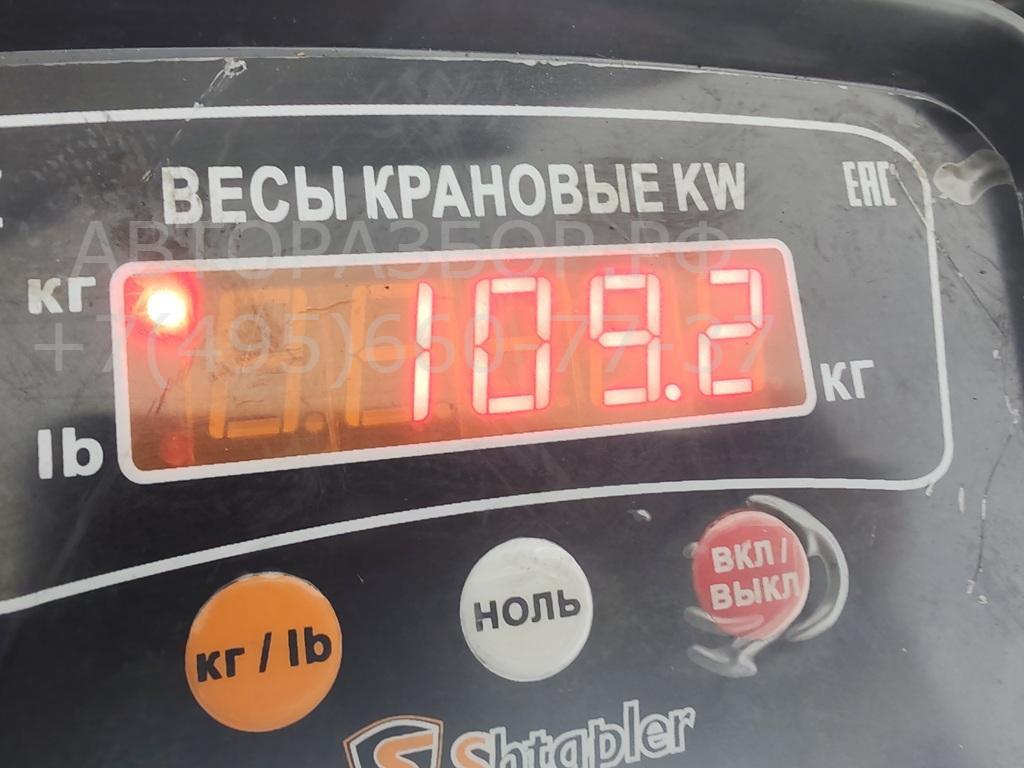 ВЕСЫ КРАНОВЫЕ KW
EAC
АВТОРАЗБОР.РФ
кг
109.2
+7(495)660-77-37
кг
lb
кг / lb
НОЛЬ
ВКЛ /
ВЫКЛ
Shtapler